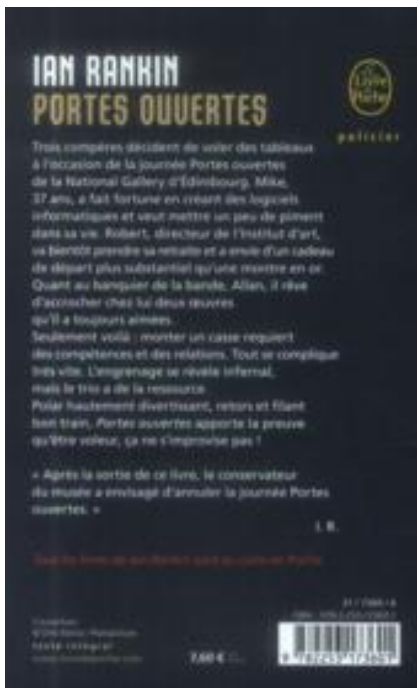 IAN RANKIN
PORTES OUVERTES
Le Livre de Poche
policier
Trois compères décident de voler des tableaux
à l'occasion de la journée Portes ouvertes
de la National Gallery d'Édimbourg. Mike,
37 ans, a fait fortune en créant des logiciels
informatiques et veut mettre un peu de piment
dans sa vie. Robert, directeur de l'Institut d'art,
va bientôt prendre sa retraite et a envie d'un cadeau
de départ plus substantiel qu'une montre en or.
Quant au banquier de la bande, Allan, il rêve
d'accrocher chez lui deux œuvres
qu'il a toujours aimées.
Seulement voilà : monter un casse requiert
des compétences et des relations. Tout se complique
très vite. L'engrenage se révèle infernal,
mais le trio a de la ressource
Polar hautement divertissant, retors et filant
bon train, Portes ouvertes apporte la preuve
qu'être voleur, ça ne s'improvise pas !
« Après la sortie de ce livre, le conservateur
du musée a envisagé d'annuler la journée Portes
ouvertes. »
I. R.
texte intégral
7,60 €